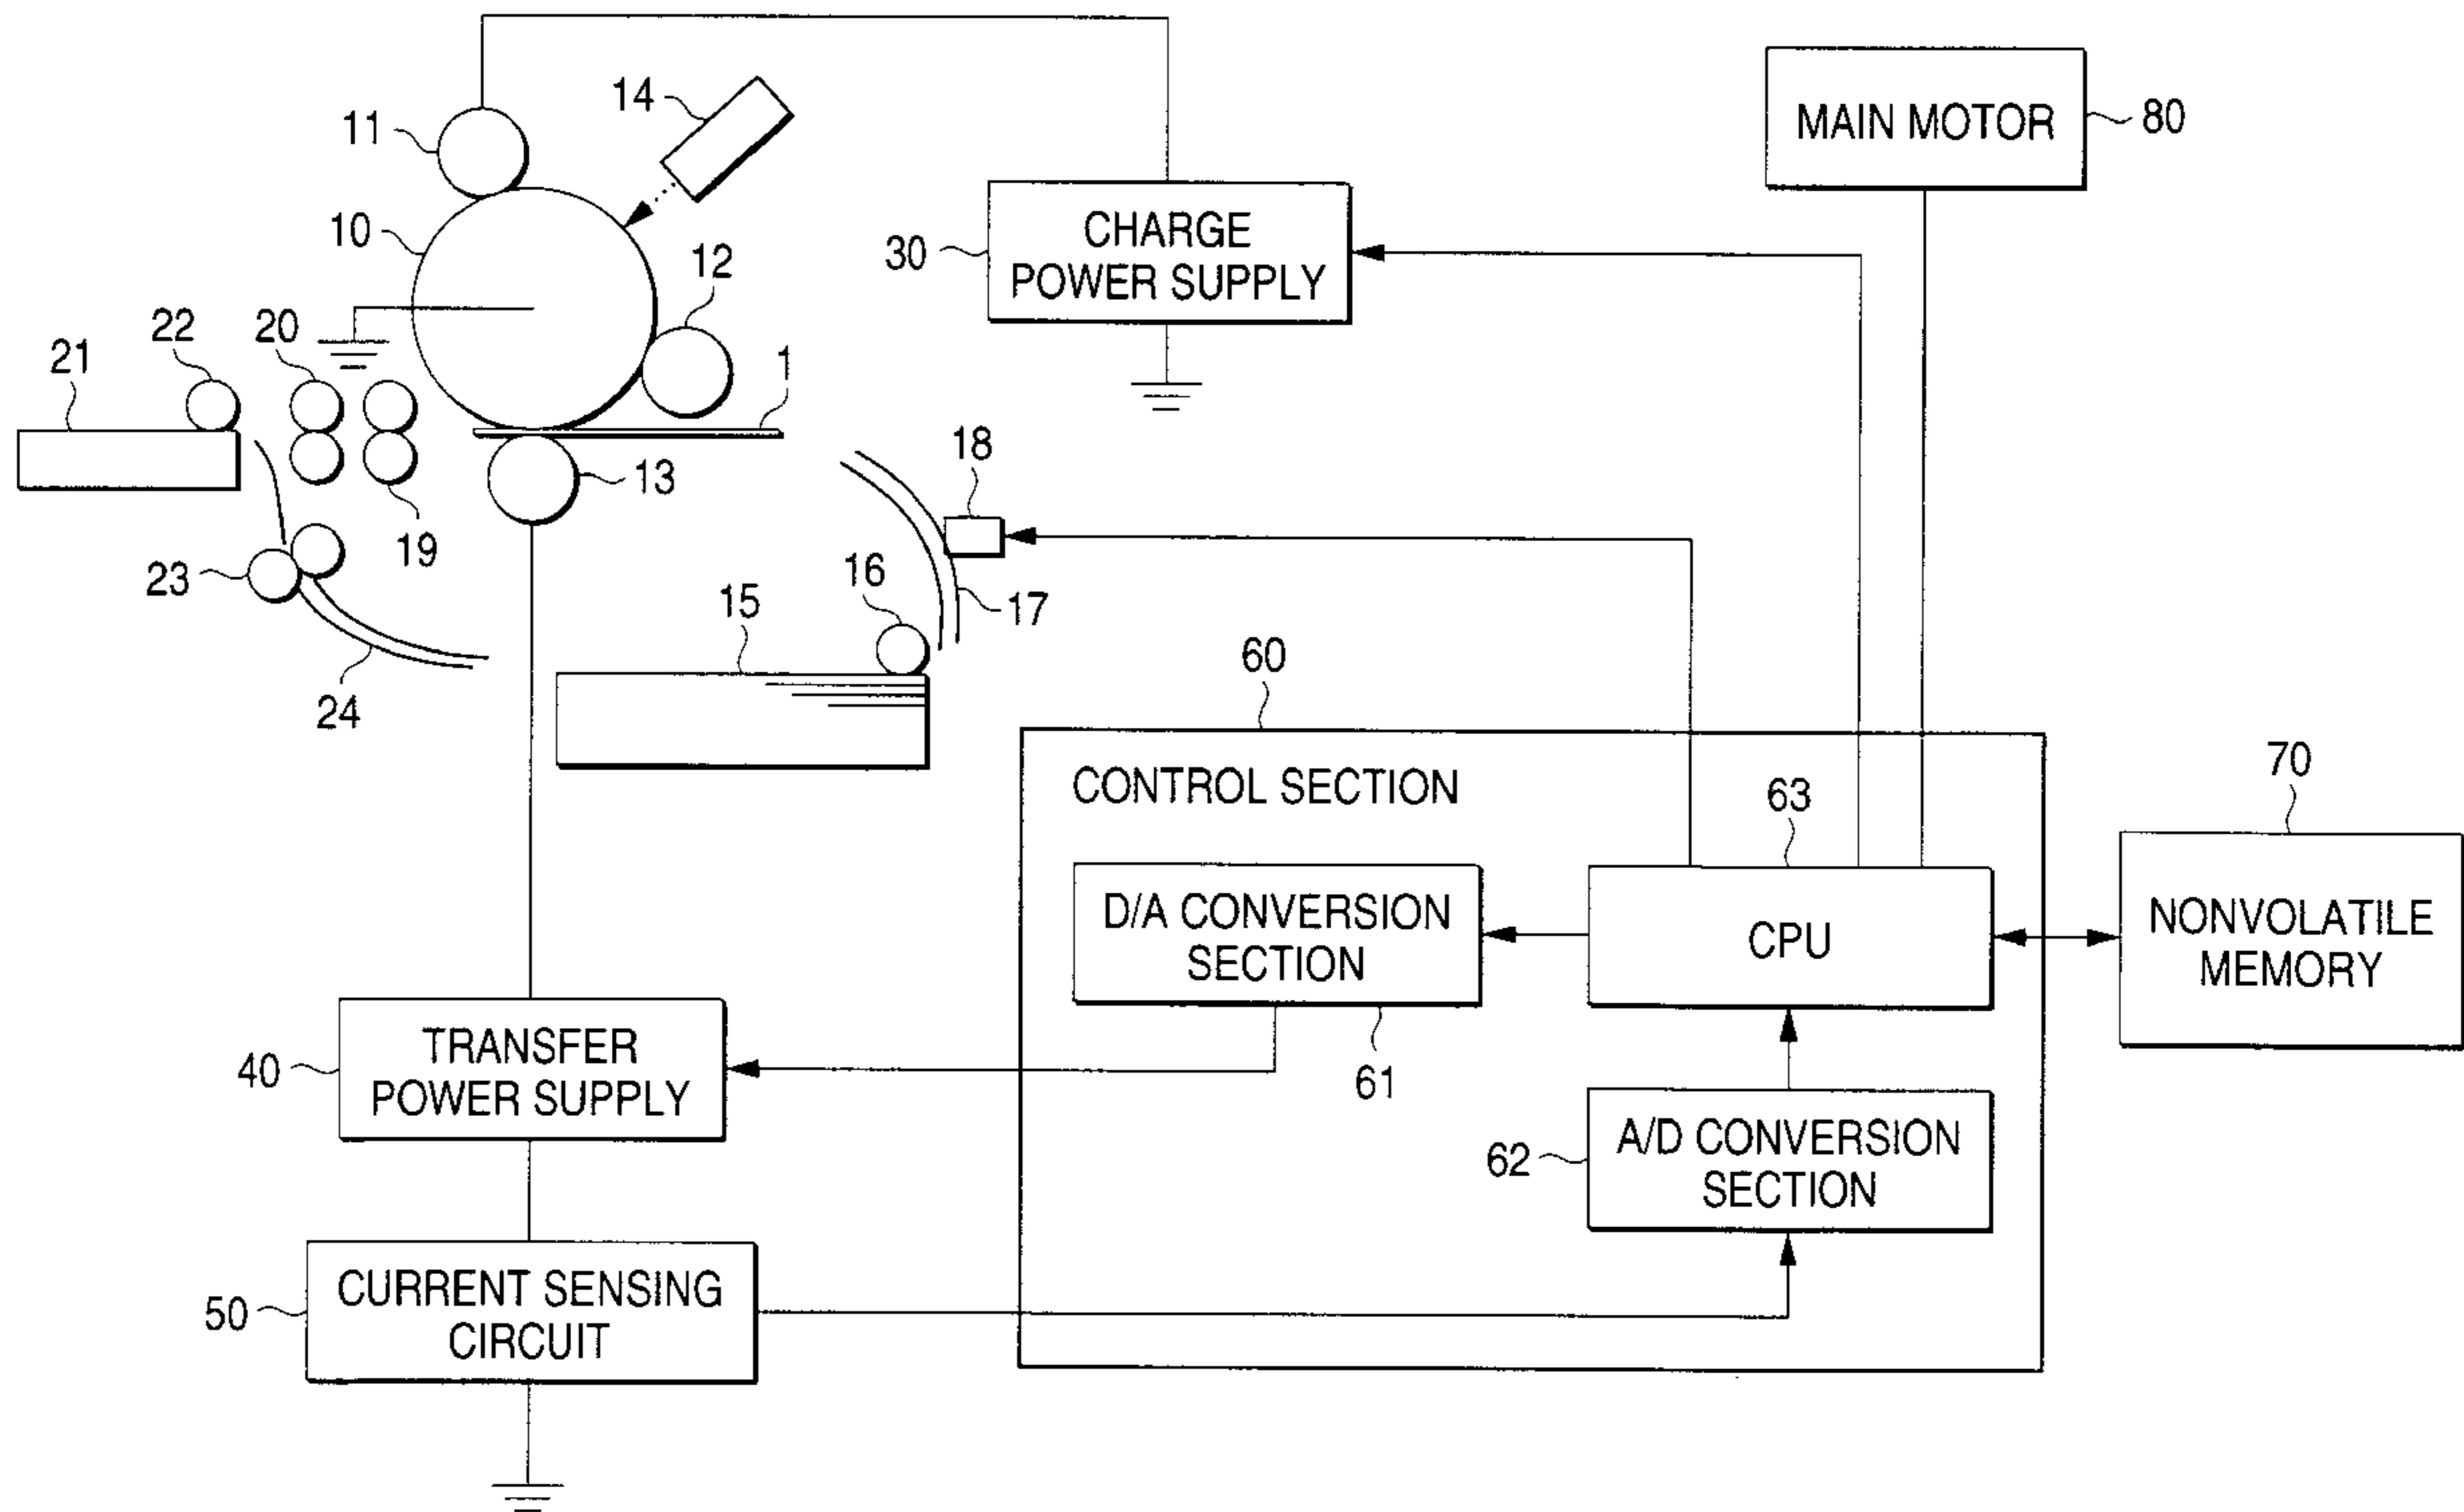 14
MAIN MOTOR
80
11
10
CHARGE
POWER SUPPLY
30
12
22
20
21
1
18
13
19
16
23
15
17
24
60
CONTROL SECTION
63
70
D/A CONVERSION
SECTION
CPU
NONVOLATILE
MEMORY
TRANSFER
POWER SUPPLY
40
61
A/D CONVERSION
SECTION
62
CURRENT SENSING
CIRCUIT
50